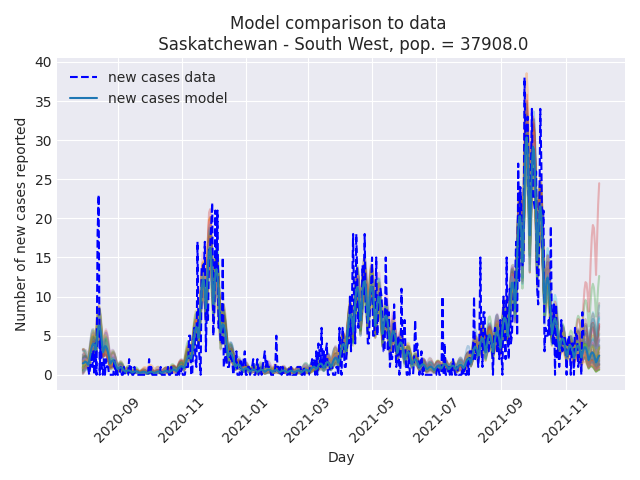 Model comparison to data
Saskatchewan - South West, pop. = 37908.0
Number of new cases reported
40
35
30
25
20
15
10
5
0
new cases data
new cases model
2020-09
2020-11
2021-01
2021-03
2021-05
2021-07
2021-09
2021-11
Day